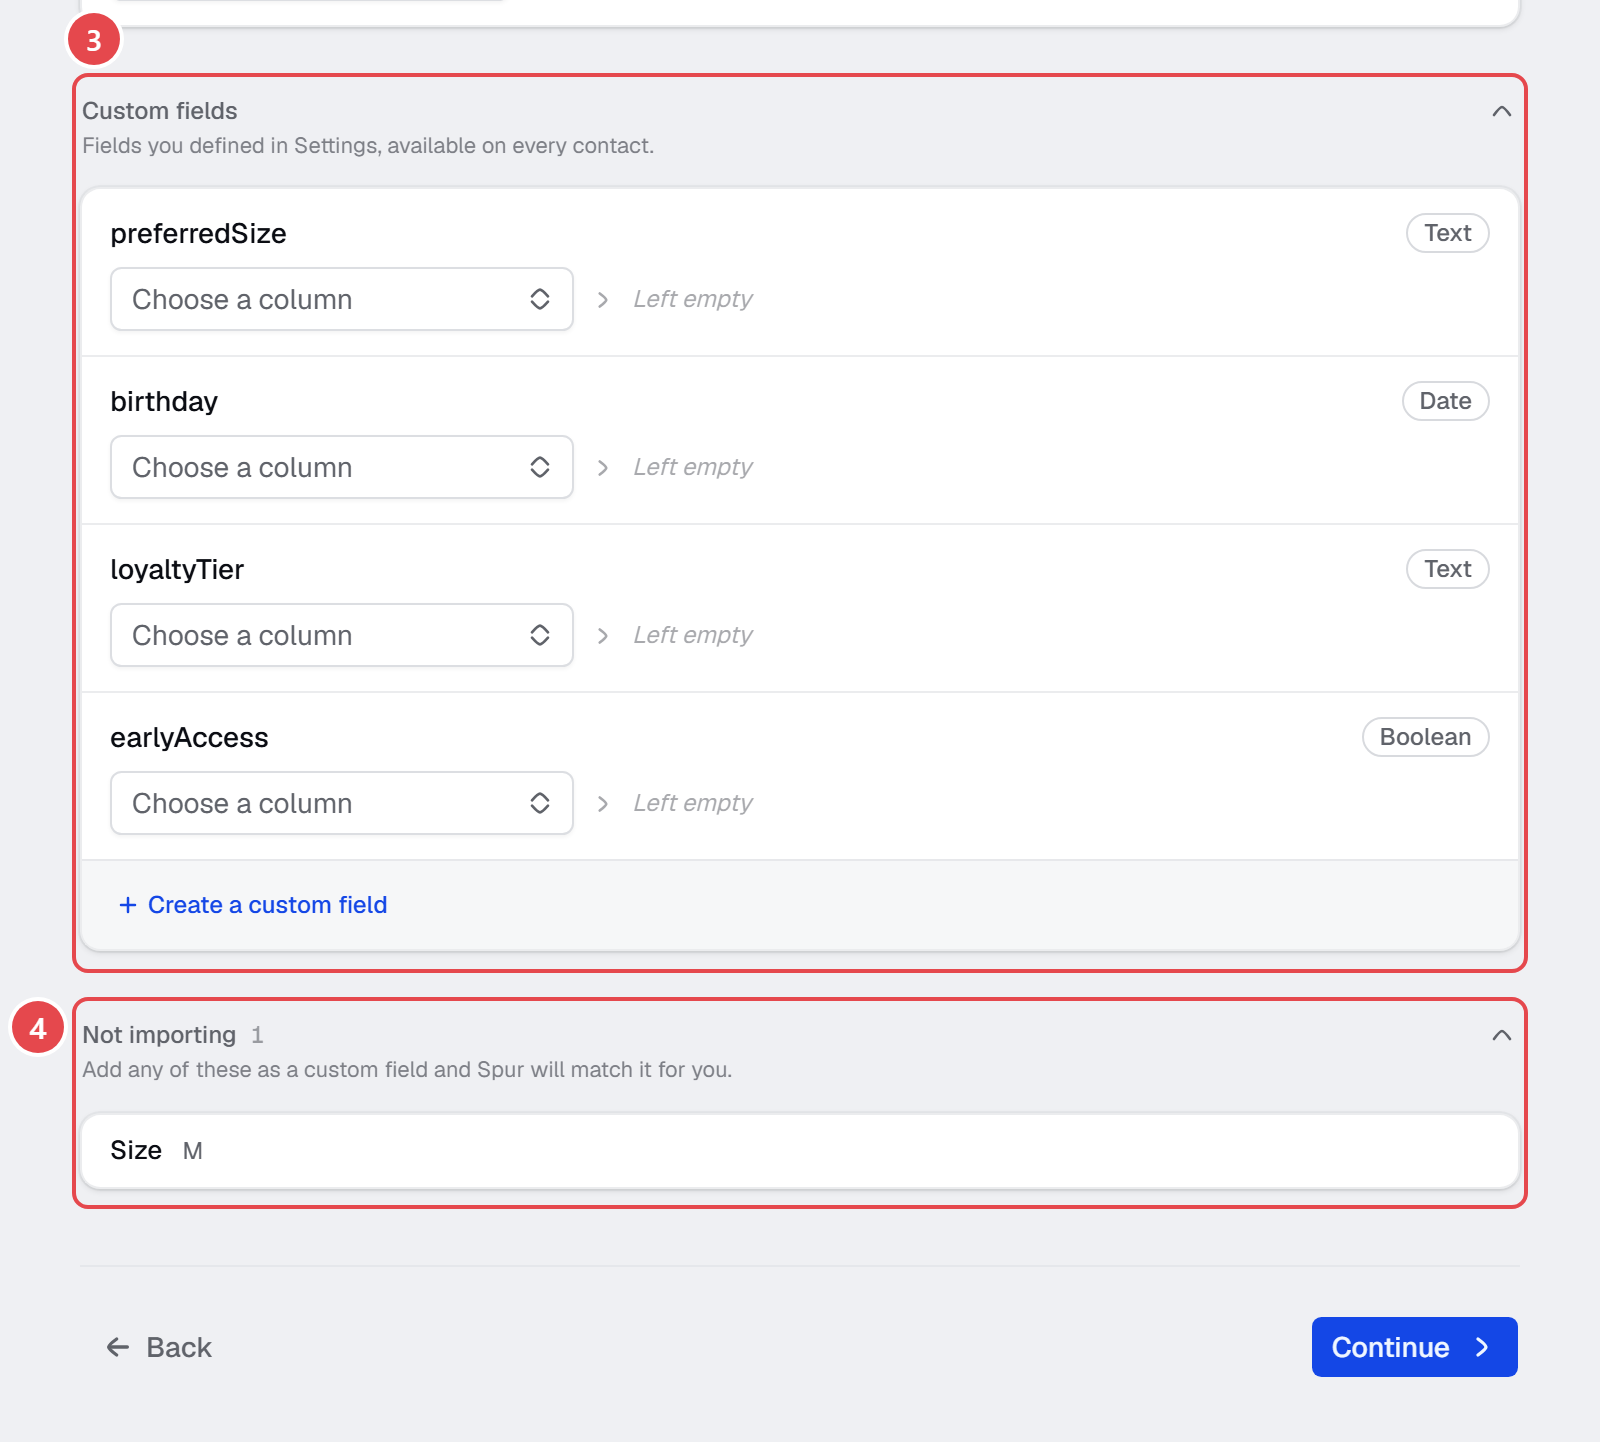 3
Custom fields
Fields you defined in Settings, available on every contact.
preferredSize
Text
Choose a column
Left empty
birthday
Date
Choose a column
Left empty
loyaltyTier
Text
Choose a column
Left empty
earlyAccess
Boolean
Choose a column
Left empty
+ Create a custom field
4
Not importing 1
Add any of these as a custom field and Spur will match it for you.
Size M
Back
Continue